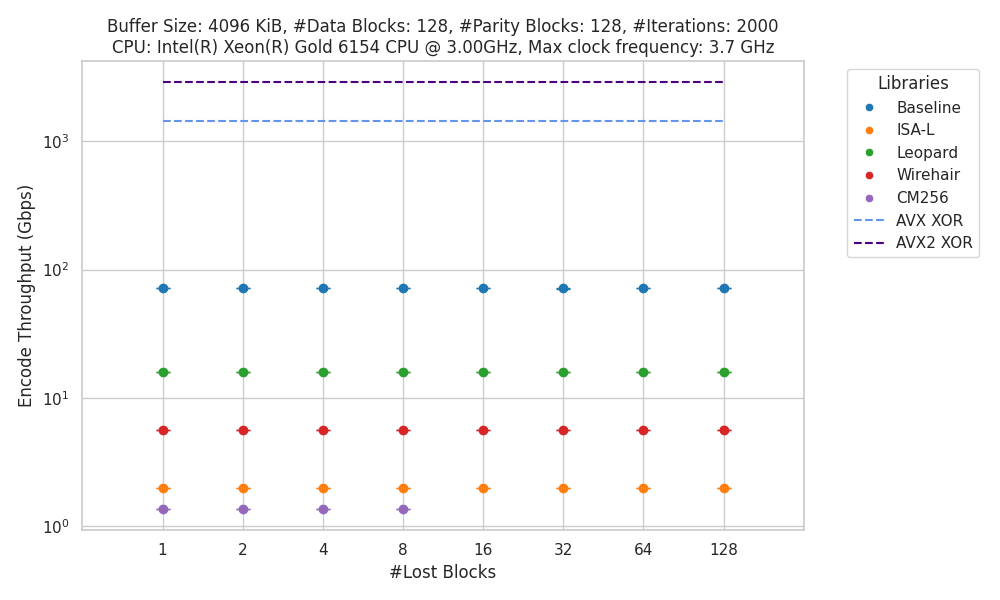 Buffer Size: 4096 KiB, #Data Blocks: 128, #Parity Blocks: 128, #Iterations: 2000
CPU: Intel(R) Xeon(R) Gold 6154 CPU @ 3.00GHz, Max clock frequency: 3.7 GHz
Encode Throughput (Gbps)
10³
10²
10¹
10⁰
1 2 4 8 16 32 64 128
#Lost Blocks
Libraries
Baseline
ISA-L
Leopard
Wirehair
CM256
AVX XOR
AVX2 XOR